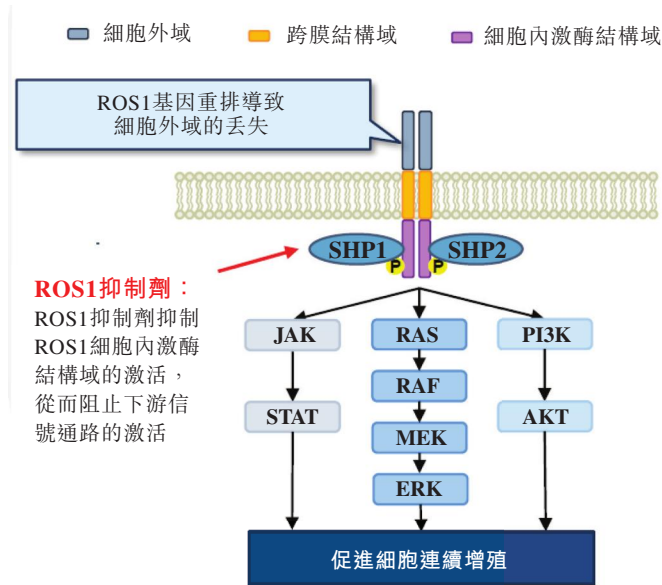 細胞外域
跨膜結構域
細胞內激酶結構域
ROS1基因重排導致
細胞外域的丟失
SHP1
SHP2
P
P
ROS1抑制劑：
ROS1抑制劑抑制
ROS1細胞內激酶
結構域的激活，
從而阻止下游信
號通路的激活
JAK
RAS
PI3K
RAF
STAT
AKT
MEK
ERK
促進細胞連續增殖